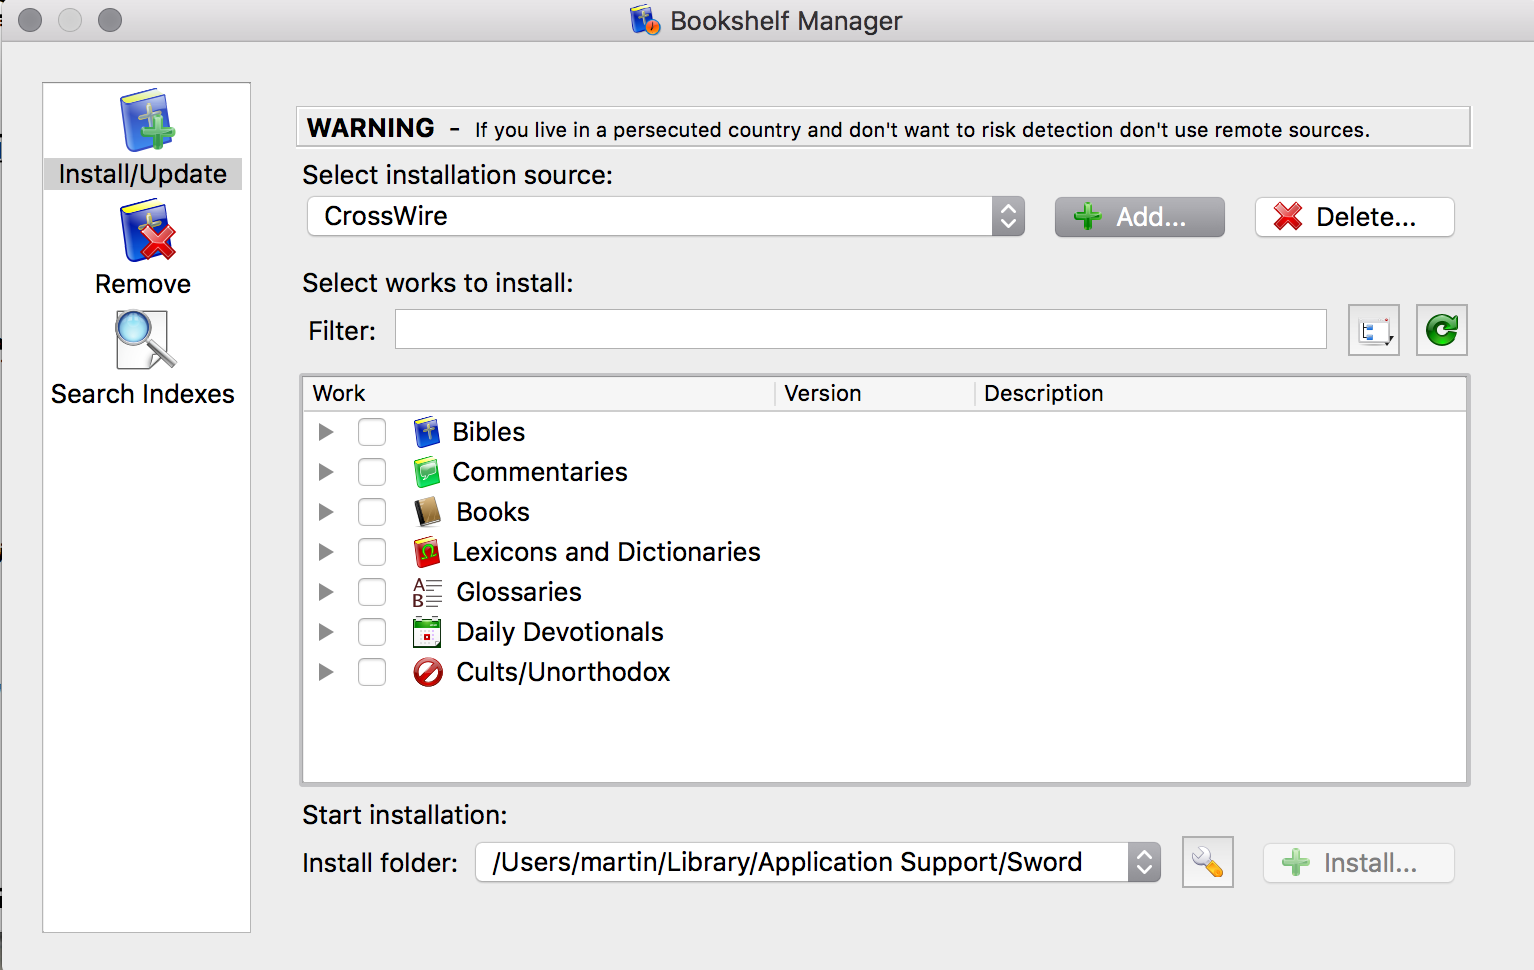 Bookshelf Manager
Install/Update
Remove
Search Indexes
WARNING - If you live in a persecuted country and don't want to risk detection don't use remote sources.
Select installation source:
CrossWire
Add...
Delete...
Select works to install:
Filter:
Work Version Description
Bibles
Commentaries
Books
Lexicons and Dictionaries
Glossaries
Daily Devotionals
Cults/Unorthodox
Start installation:
Install folder: /Users/martin/Library/Application Support/Sword
Install...